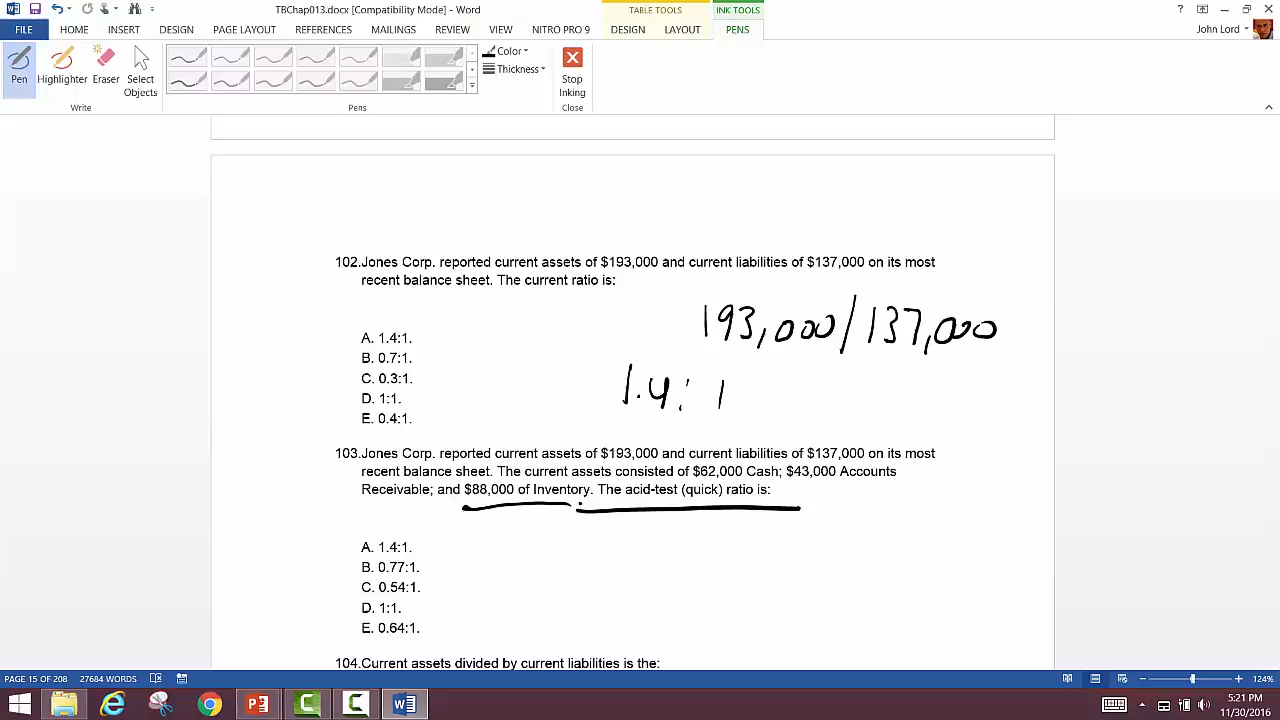 TBChap013.docx [Compatibility Mode] - Word
TABLE TOOLS
INK TOOLS
FILE HOME INSERT DESIGN PAGE LAYOUT REFERENCES MAILINGS REVIEW VIEW NITRO PRO 9 DESIGN LAYOUT PENS
John Lord
Pen Highlighter Eraser Select Objects
Color
Thickness
Stop Inking
Write Pens Close
102.Jones Corp. reported current assets of $193,000 and current liabilities of $137,000 on its most
recent balance sheet. The current ratio is:
193,000/137,000
A. 1.4:1.
B. 0.7:1.
C. 0.3:1.
D. 1:1.
E. 0.4:1.
1.4:1
103.Jones Corp. reported current assets of $193,000 and current liabilities of $137,000 on its most
recent balance sheet. The current assets consisted of $62,000 Cash; $43,000 Accounts
Receivable; and $88,000 of Inventory. The acid-test (quick) ratio is:
A. 1.4:1.
B. 0.77:1.
C. 0.54:1.
D. 1:1.
E. 0.64:1.
104.Current assets divided by current liabilities is the:
PAGE 15 OF 208 27684 WORDS 124%
5:21 PM
11/30/2016